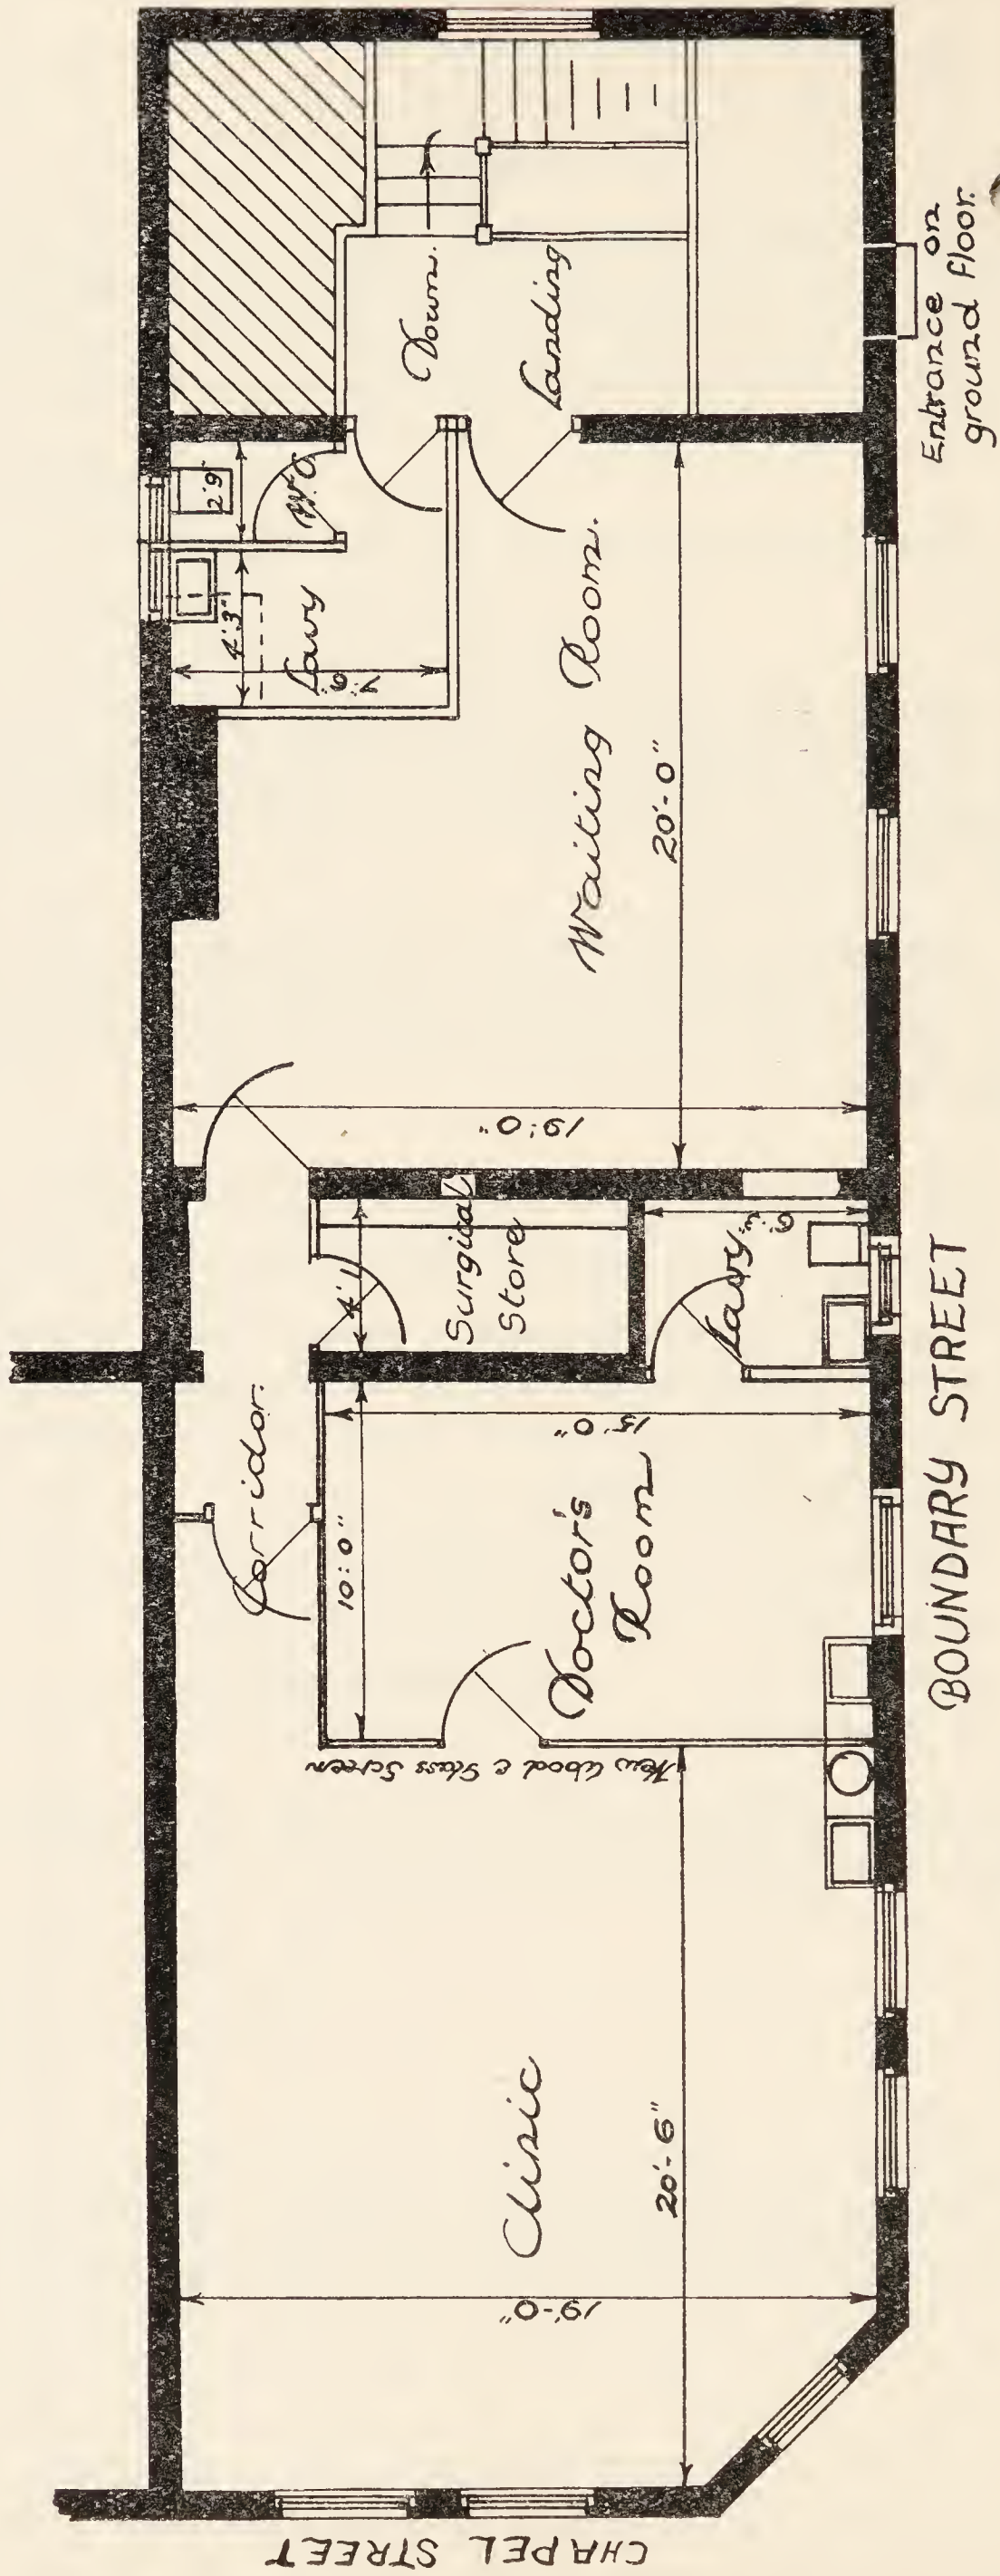 CHAPEL STREET
Clinic
20'-6"
19'-0"
New Wood & Glass Screen
Doctor's
Room
10':0"
15'.0"
Corridor.
Surgical
Store
4'.1"
Lavy.
6'.3"
Waiting Room.
20'-0"
19'.0"
Lavy
4'.3"
7'.9"
W.C.
2'9"
Down.
Landing
Entrance on
ground floor.
BOUNDARY STREET